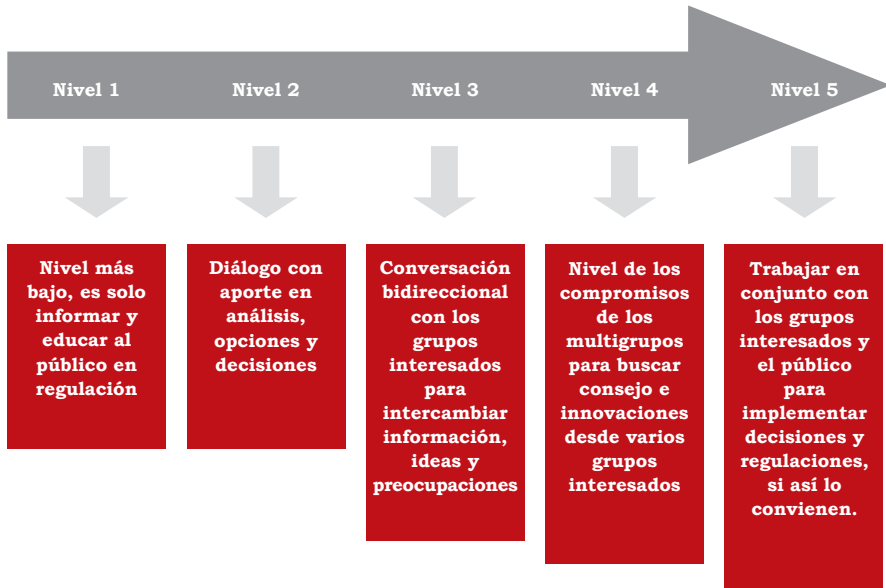 Nivel 1
Nivel 2
Nivel 3
Nivel 4
Nivel 5
Nivel más
bajo, es solo
informar y
educar al
público en
regulación
Diálogo con
aporte en
análisis,
opciones y
decisiones
Conversación
bidireccional
con los
grupos
interesados
para
intercambiar
información,
ideas y
preocupaciones
Nivel de los
compromisos
de los
multigrupos
para buscar
consejo e
innovaciones
desde varios
grupos
interesados
Trabajar en
conjunto con
los grupos
interesados y
el público
para
implementar
decisiones y
regulaciones,
si así lo
convienen.